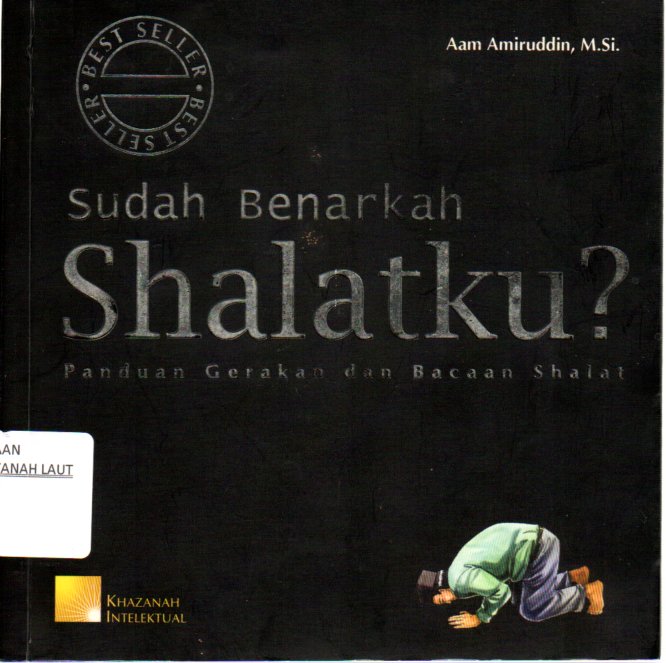 Aam Amiruddin, M.Si.
BEST SELLER • BEST SELLER •
Sudah Benarkah
Shalatku?
Panduan Gerakan dan Bacaan Shalat
AAN
ANAH LAUT
KHAZANAH
INTELEKTUAL